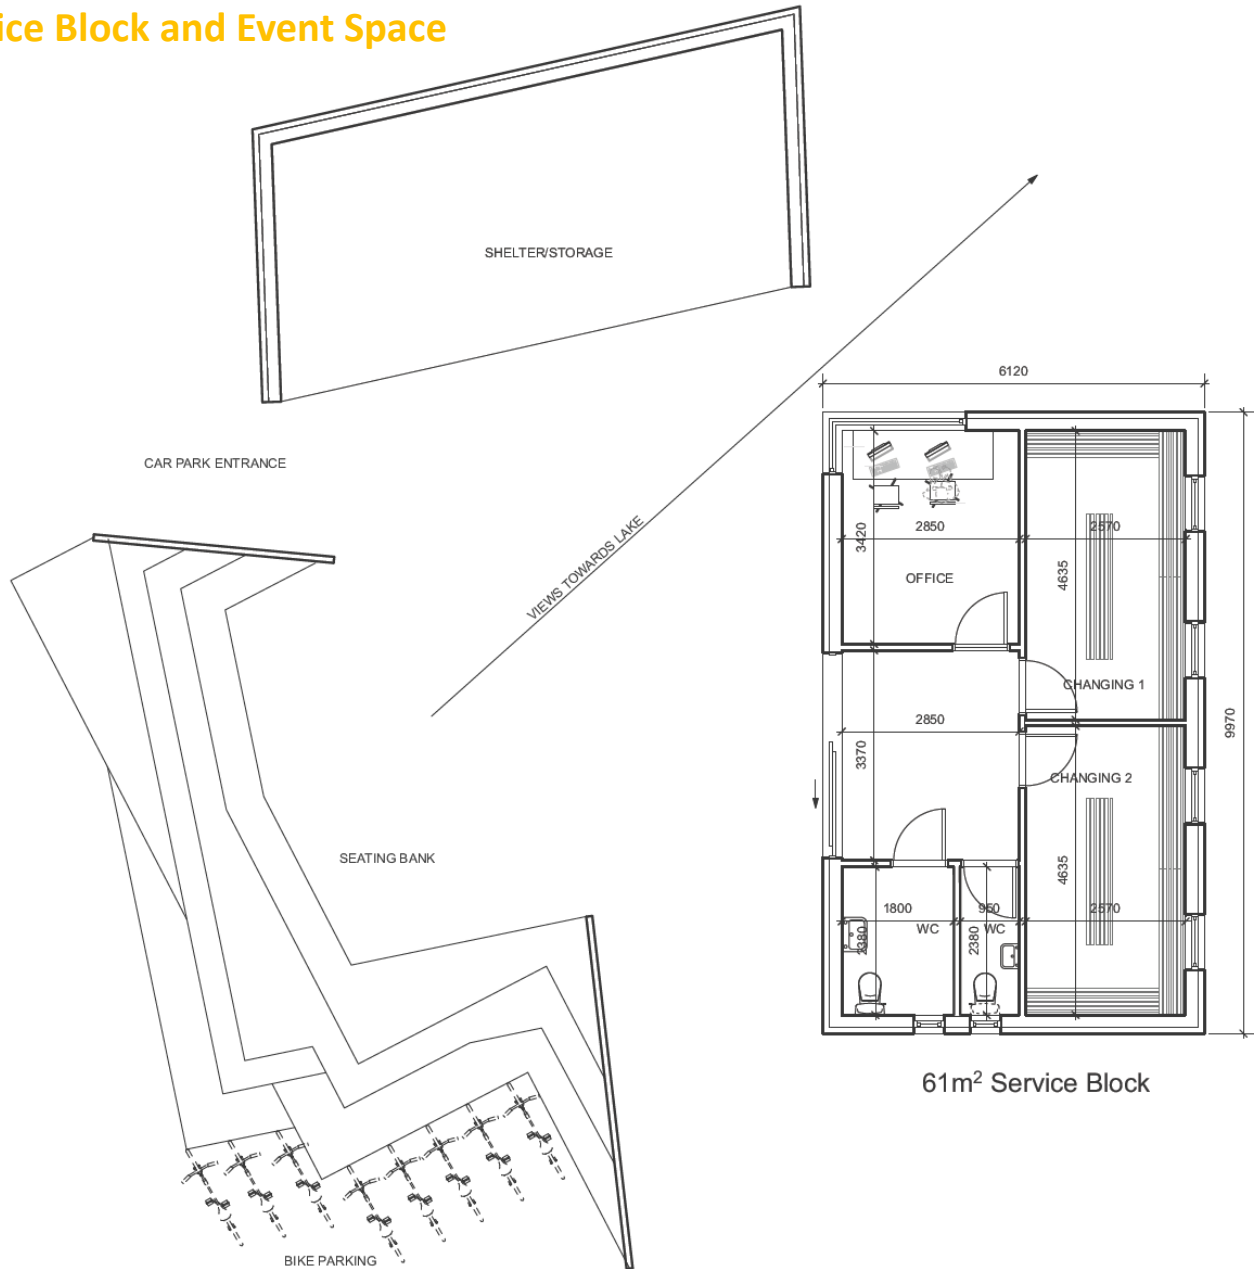 ice Block and Event Space
SHELTER/STORAGE
6120
CAR PARK ENTRANCE
VIEWS TOWARDS LAKE
2850
3420
OFFICE
2570
4635
CHANGING 1
9970
2850
3370
CHANGING 2
SEATING BANK
4635
1800
950
2570
WC
WC
2380
2380
61m² Service Block
BIKE PARKING